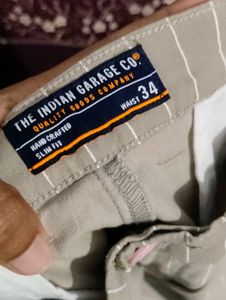 THE INDIAN GARAGE CO®
QUALITY GOODS COMPANY
HAND CRAFTED
SLIM FIT
WAIST 34